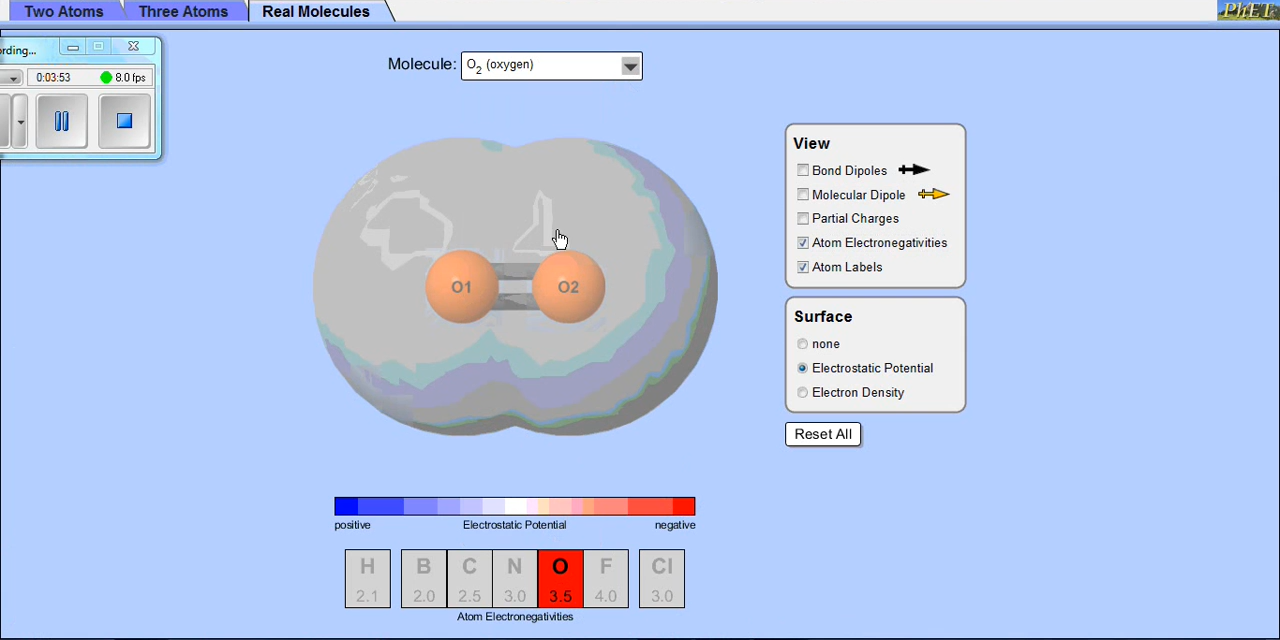 Two Atoms
Three Atoms
Real Molecules
PhET
rding...
0:03:53
8.0 fps
Molecule:
O2 (oxygen)
View
Bond Dipoles
Molecular Dipole
Partial Charges
Atom Electronegativities
Atom Labels
Surface
none
Electrostatic Potential
Electron Density
Reset All
O1
O2
positive
Electrostatic Potential
negative
H B C N O F Cl
2.1 2.0 2.5 3.0 3.5 4.0 3.0
Atom Electronegativities